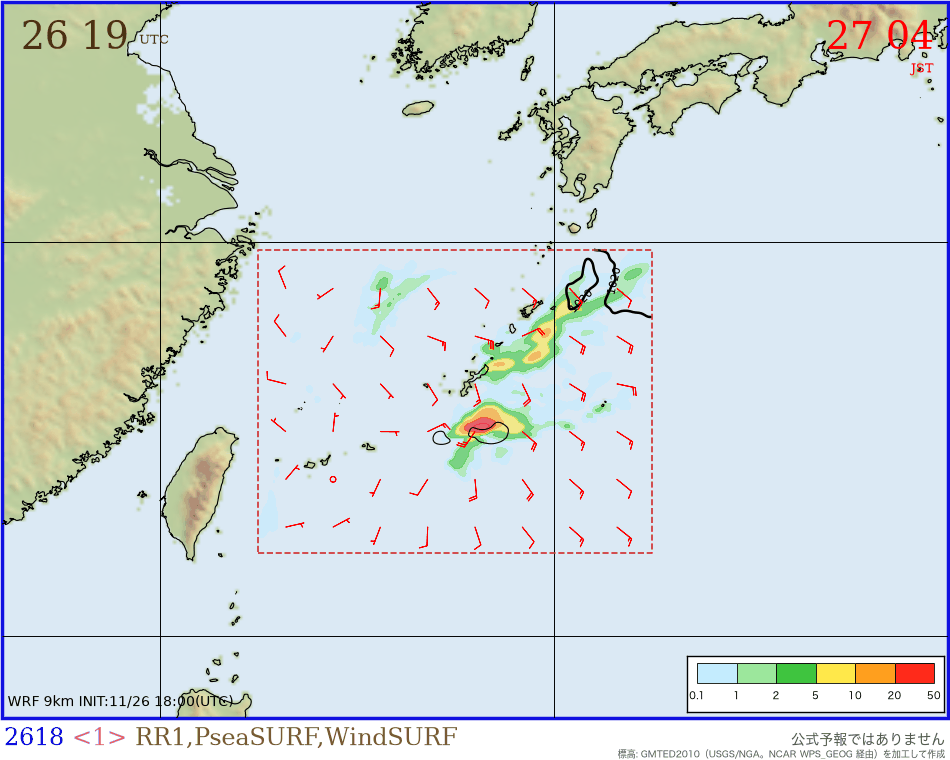 26 19 UTC
27 04
JST
1020
1020
0.1 1 2 5 10 20 50
WRF 9km INIT:11/26 18:00(UTC)
2618 <1> RR1,PseaSURF,WindSURF
公式予報ではありません
標高: GMTED2010（USGS/NGA。NCAR WPS_GEOG 経由）を加工して作成